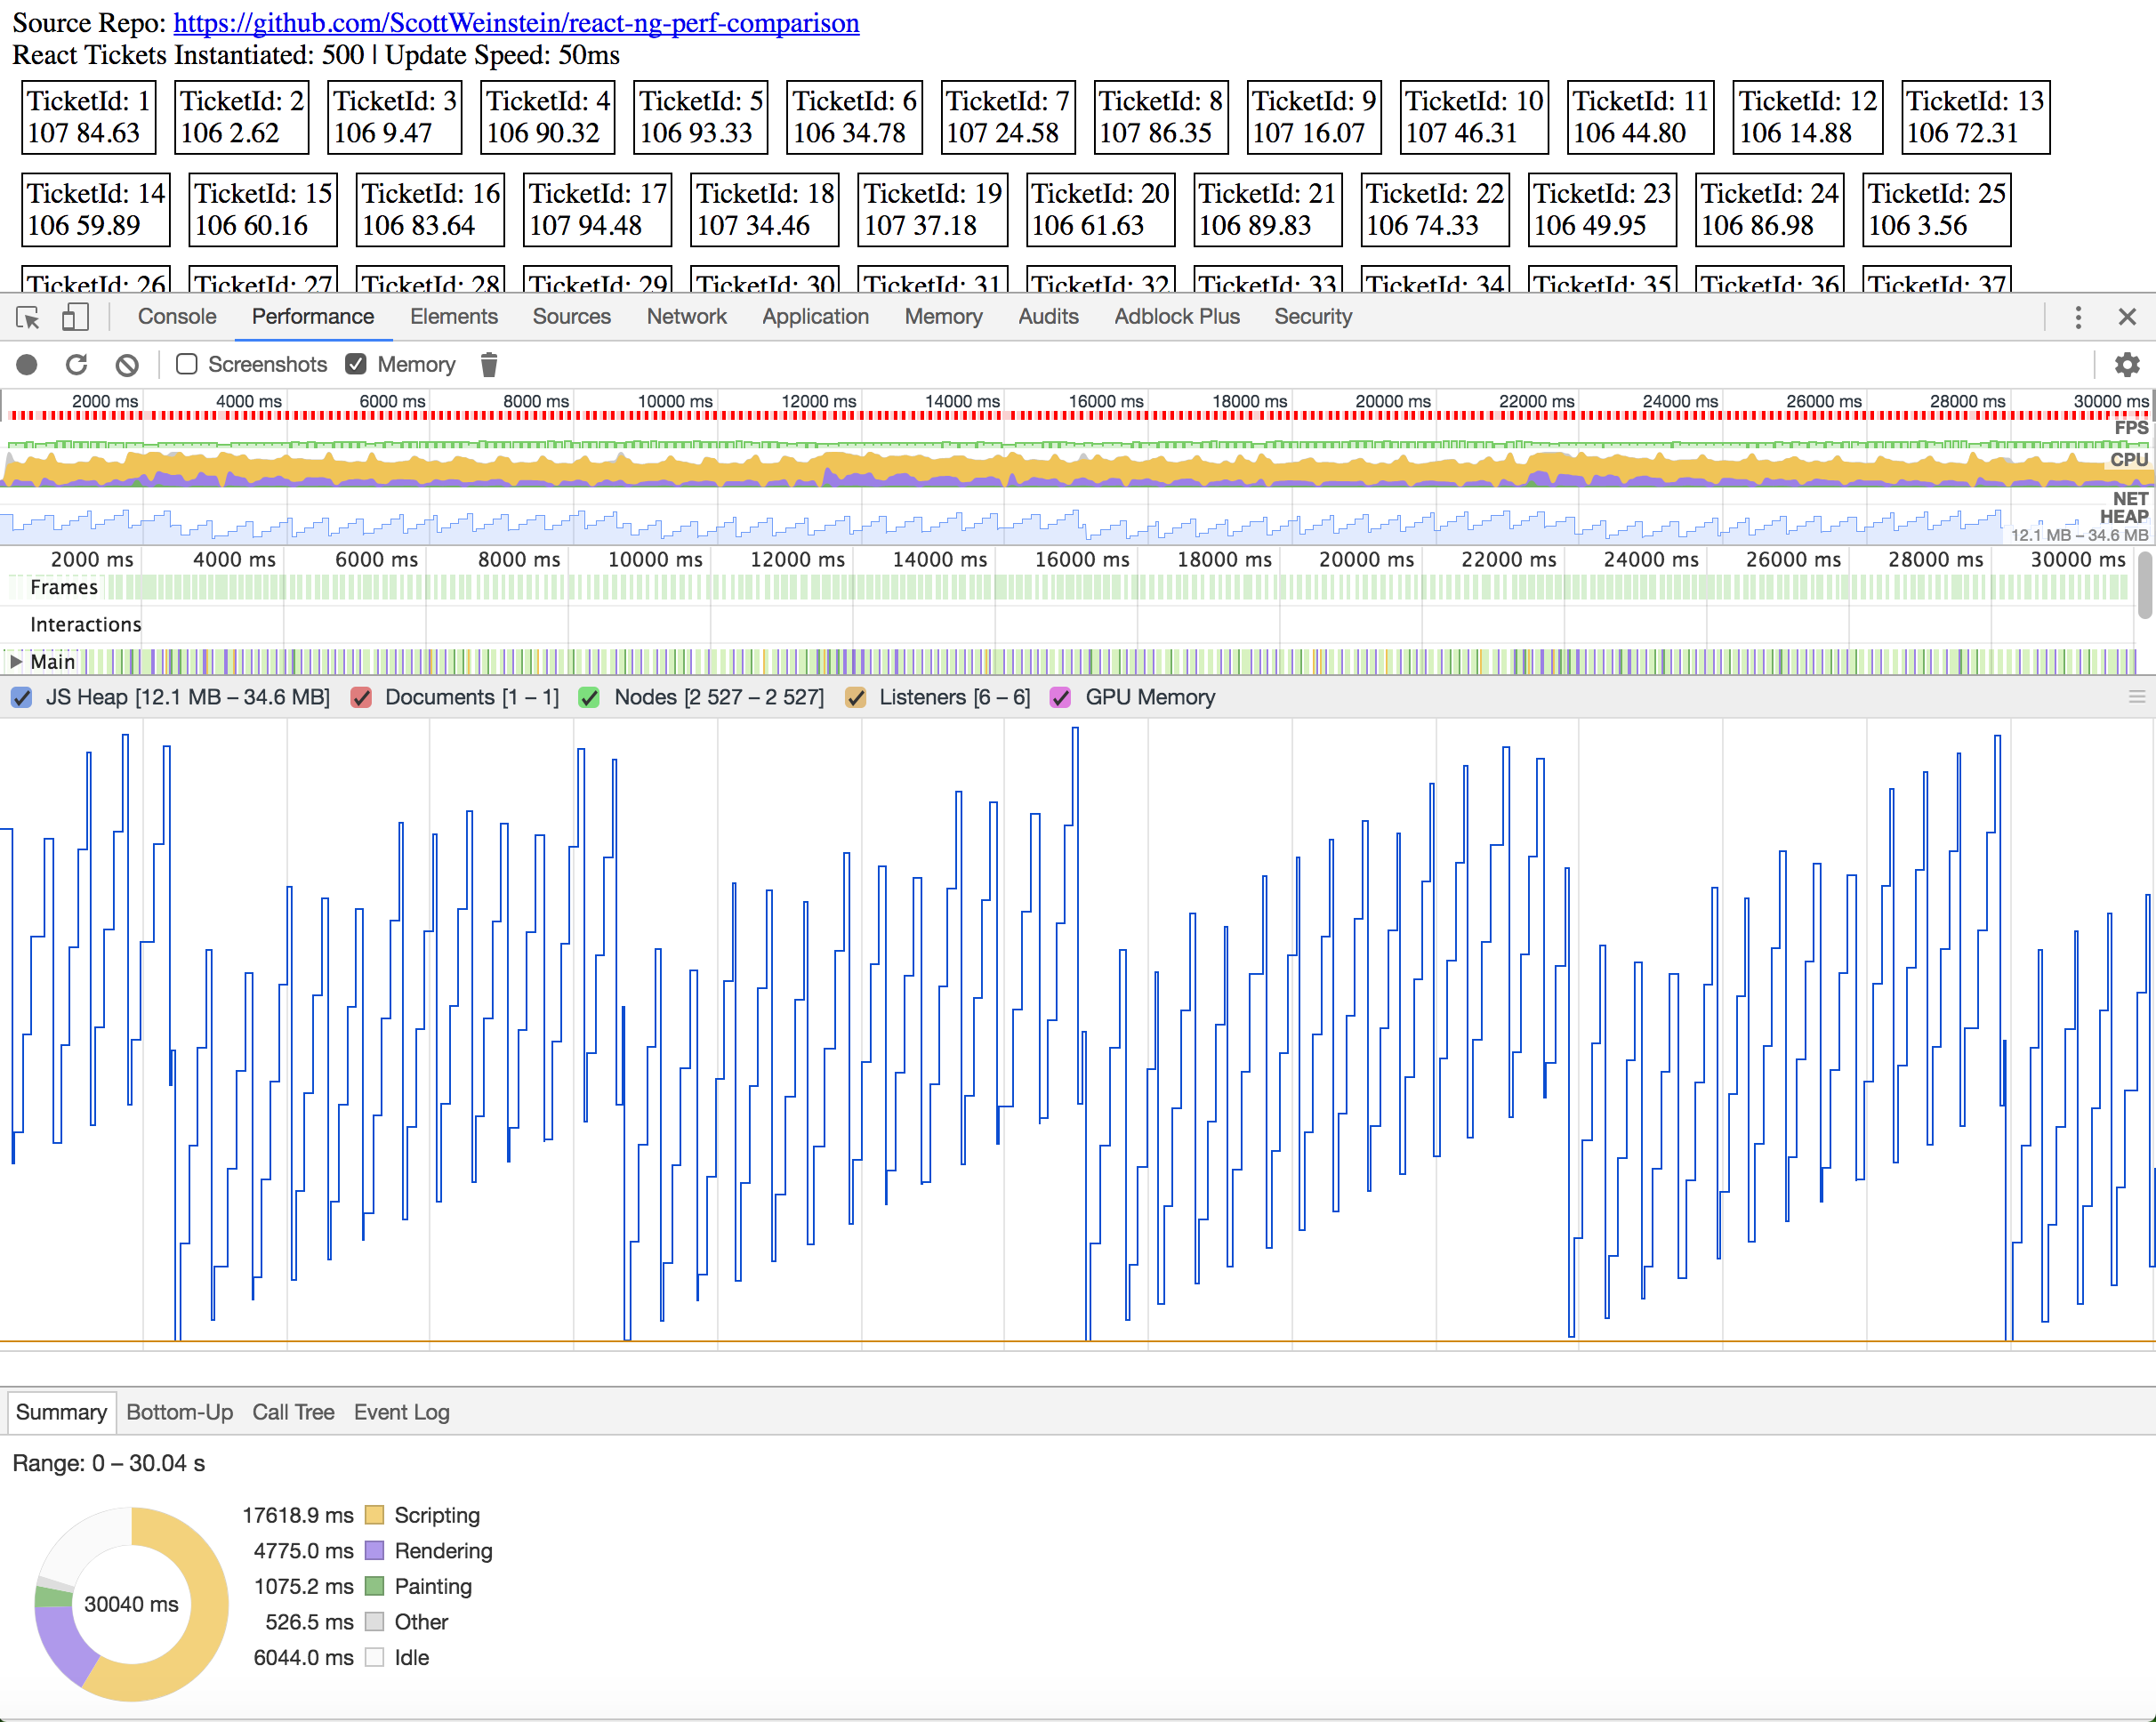 Source Repo: https://github.com/ScottWeinstein/react-ng-perf-comparison
React Tickets Instantiated: 500 | Update Speed: 50ms
TicketId: 1 TicketId: 2 TicketId: 3 TicketId: 4 TicketId: 5 TicketId: 6 TicketId: 7 TicketId: 8 TicketId: 9 TicketId: 10 TicketId: 11 TicketId: 12 TicketId: 13
107 84.63 106 2.62 106 9.47 106 90.32 106 93.33 106 34.78 107 24.58 107 86.35 107 16.07 107 46.31 106 44.80 106 14.88 106 72.31
TicketId: 14 TicketId: 15 TicketId: 16 TicketId: 17 TicketId: 18 TicketId: 19 TicketId: 20 TicketId: 21 TicketId: 22 TicketId: 23 TicketId: 24 TicketId: 25
106 59.89 106 60.16 106 83.64 107 94.48 107 34.46 107 37.18 106 61.63 106 89.83 106 74.33 106 49.95 106 86.98 106 3.56
TicketId: 26 TicketId: 27 TicketId: 28 TicketId: 29 TicketId: 30 TicketId: 31 TicketId: 32 TicketId: 33 TicketId: 34 TicketId: 35 TicketId: 36 TicketId: 37
Console Performance Elements Sources Network Application Memory Audits Adblock Plus Security
Screenshots Memory
2000 ms 4000 ms 6000 ms 8000 ms 10000 ms 12000 ms 14000 ms 16000 ms 18000 ms 20000 ms 22000 ms 24000 ms 26000 ms 28000 ms 30000 ms
FPS
CPU
NET
HEAP
12.1 MB – 34.6 MB
2000 ms 4000 ms 6000 ms 8000 ms 10000 ms 12000 ms 14000 ms 16000 ms 18000 ms 20000 ms 22000 ms 24000 ms 26000 ms 28000 ms 30000 ms
Frames
Interactions
Main
JS Heap [12.1 MB – 34.6 MB] Documents [1 – 1] Nodes [2 527 – 2 527] Listeners [6 – 6] GPU Memory
Summary Bottom-Up Call Tree Event Log
Range: 0 – 30.04 s
17618.9 ms Scripting
4775.0 ms Rendering
1075.2 ms Painting
30040 ms
526.5 ms Other
6044.0 ms Idle